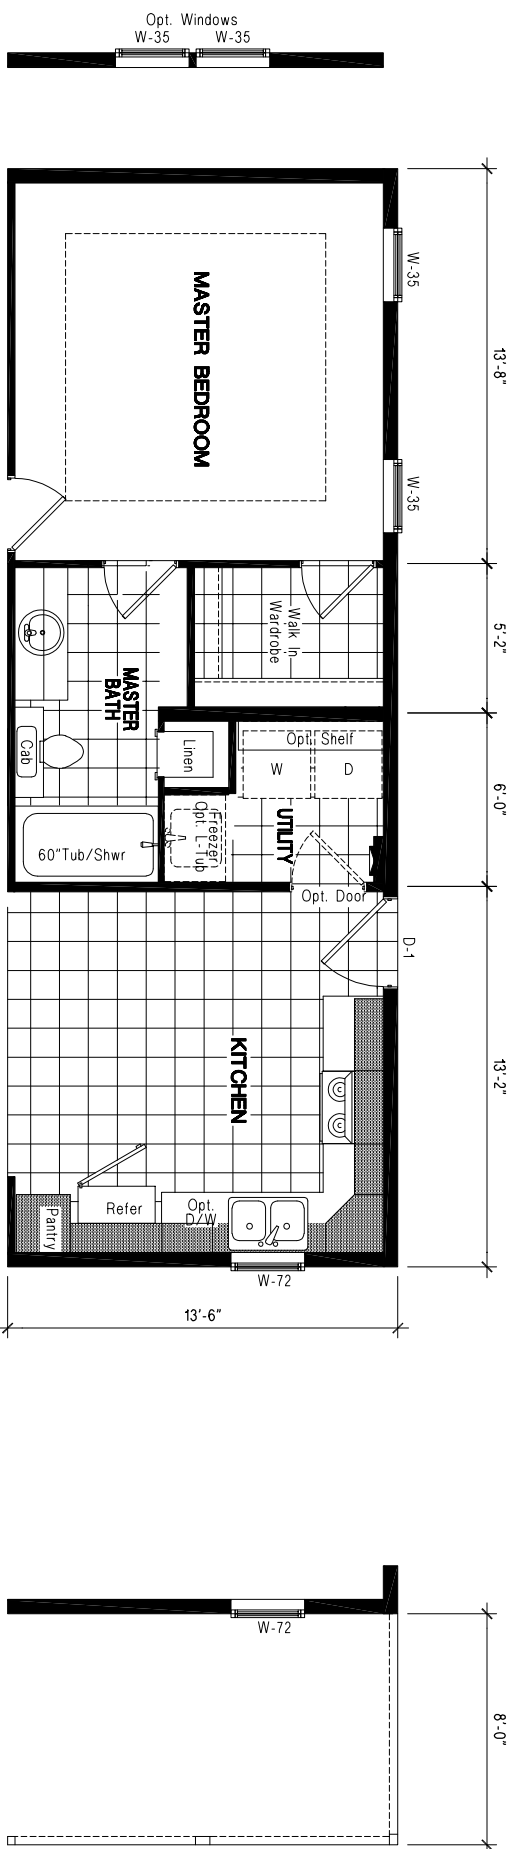 Opt. Windows
W-35
W-35
W-35
MASTER BEDROOM
13'-8"
W-35
Walk In
Wardrobe
5'-2"
MASTER
BATH
Cab
Linen
Opt. Shelf
W
D
6'-0"
UTILITY
Freezer
Opt. L-Tub
60"Tub/Shwr
Opt. Door
D-1
KITCHEN
13'-2"
Pantry
Refer
Opt.
D/W
W-72
13'-6"
W-72
8'-0"